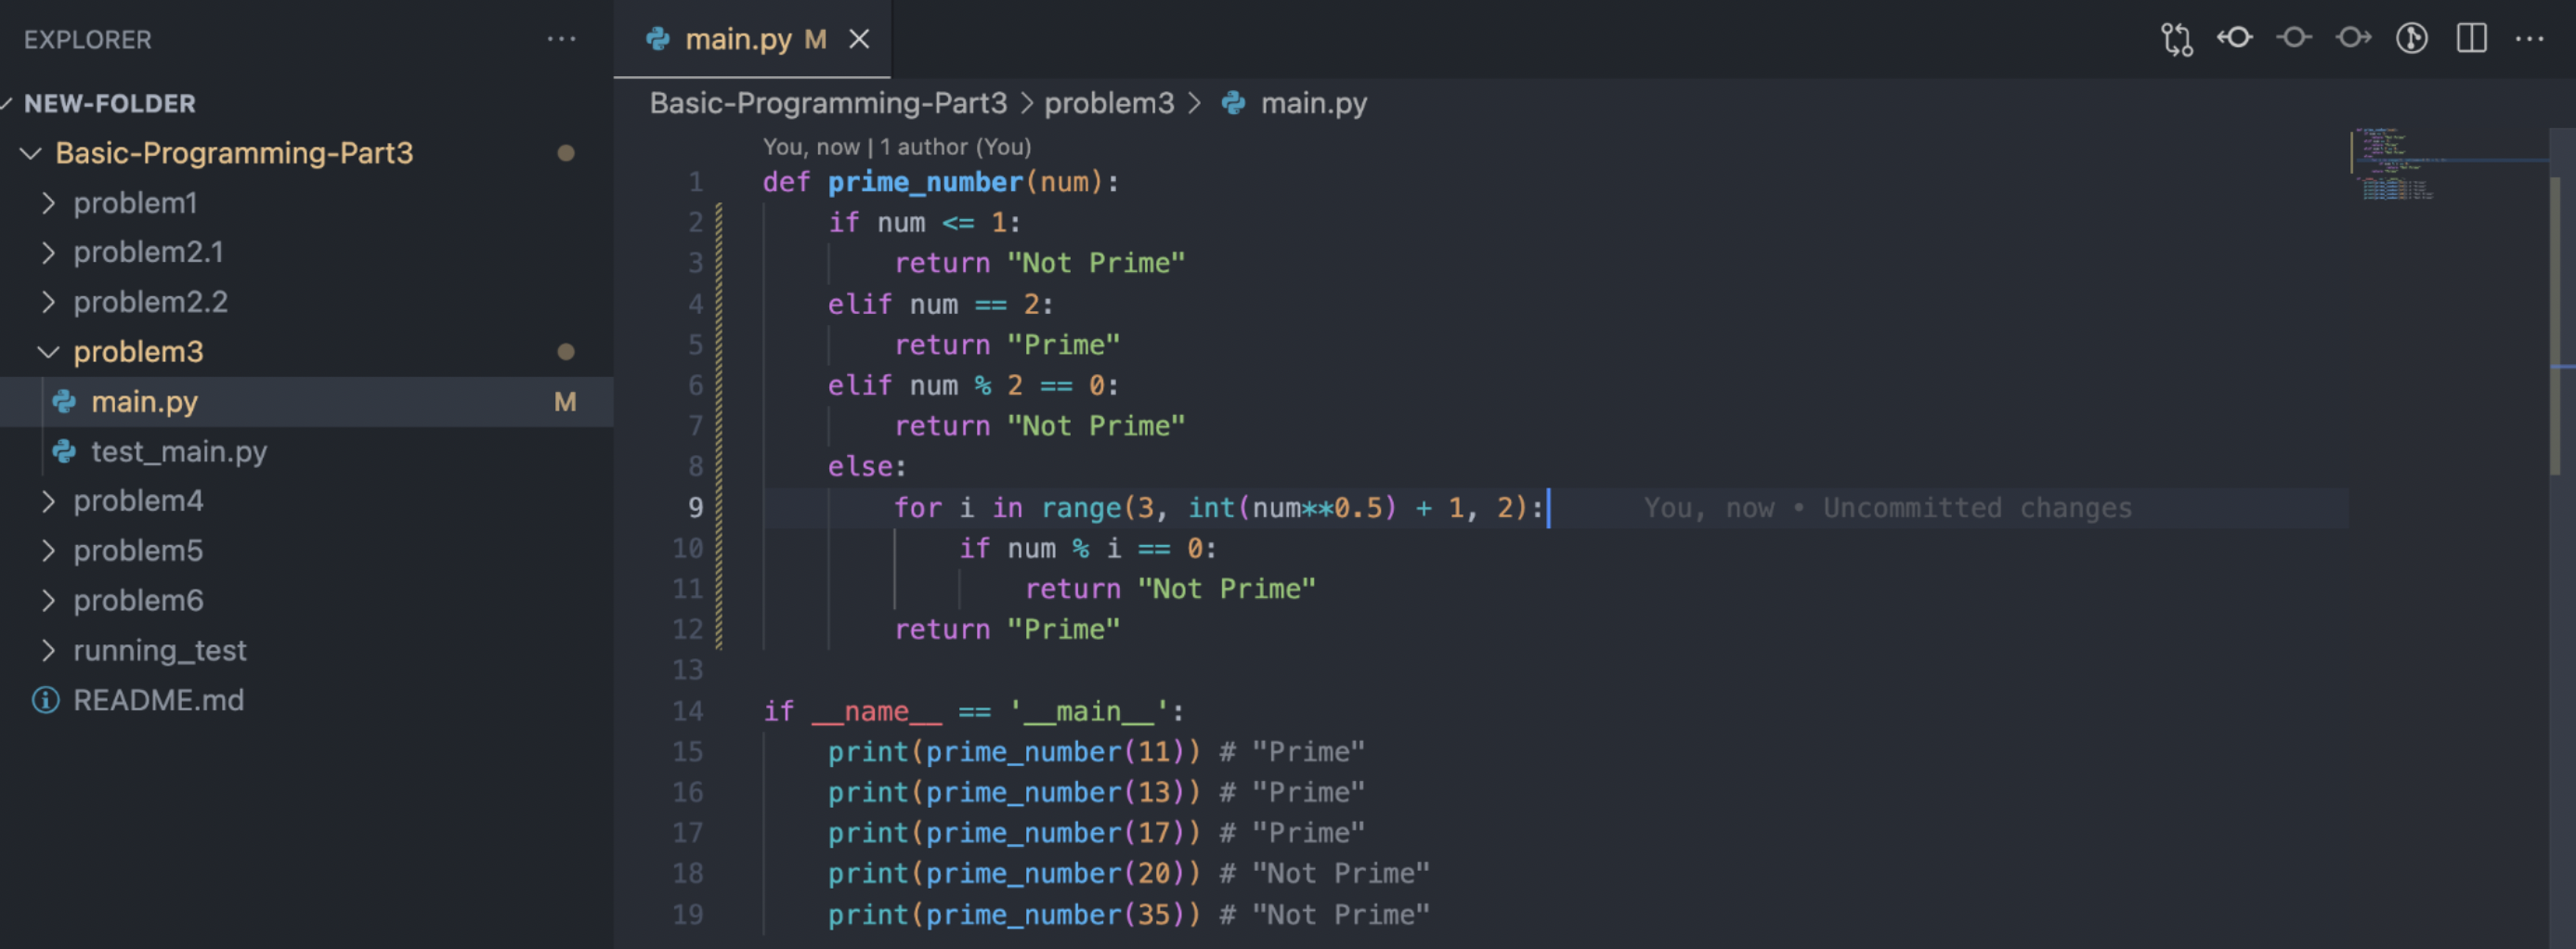 EXPLORER
NEW-FOLDER
Basic-Programming-Part3
problem1
problem2.1
problem2.2
problem3
main.py M
test_main.py
problem4
problem5
problem6
running_test
README.md
main.py M
Basic-Programming-Part3 > problem3 > main.py
You, now | 1 author (You)
1 def prime_number(num):
2     if num <= 1:
3         return "Not Prime"
4     elif num == 2:
5         return "Prime"
6     elif num % 2 == 0:
7         return "Not Prime"
8     else:
9         for i in range(3, int(num**0.5) + 1, 2): You, now • Uncommitted changes
10             if num % i == 0:
11                 return "Not Prime"
12         return "Prime"
13
14 if __name__ == '__main__':
15     print(prime_number(11)) # "Prime"
16     print(prime_number(13)) # "Prime"
17     print(prime_number(17)) # "Prime"
18     print(prime_number(20)) # "Not Prime"
19     print(prime_number(35)) # "Not Prime"